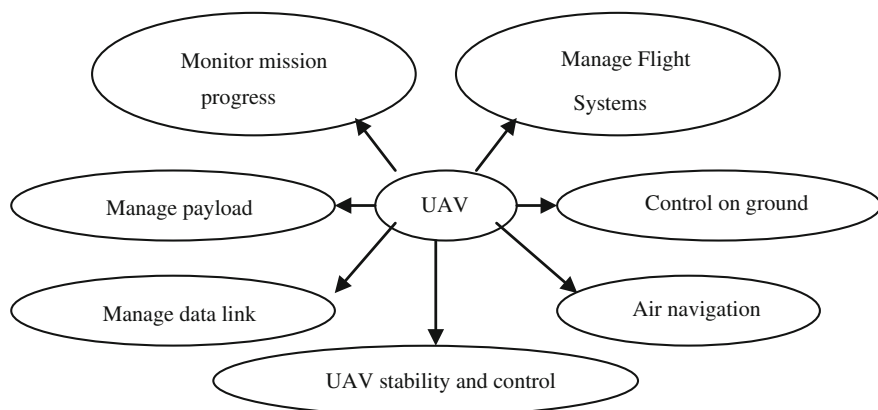 Monitor mission
progress
Manage Flight
Systems
Manage payload
UAV
Control on ground
Manage data link
Air navigation
UAV stability and control